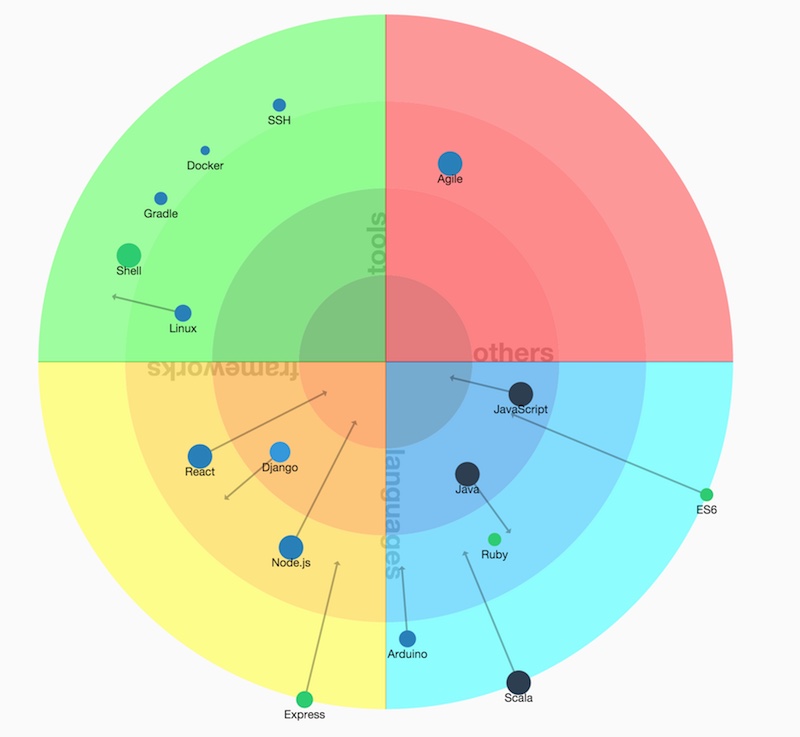 SSH
Docker
Gradle
Shell
Linux
tools
Agile
others
frameworks
React
Django
Node.js
Express
languages
JavaScript
Java
ES6
Ruby
Arduino
Scala